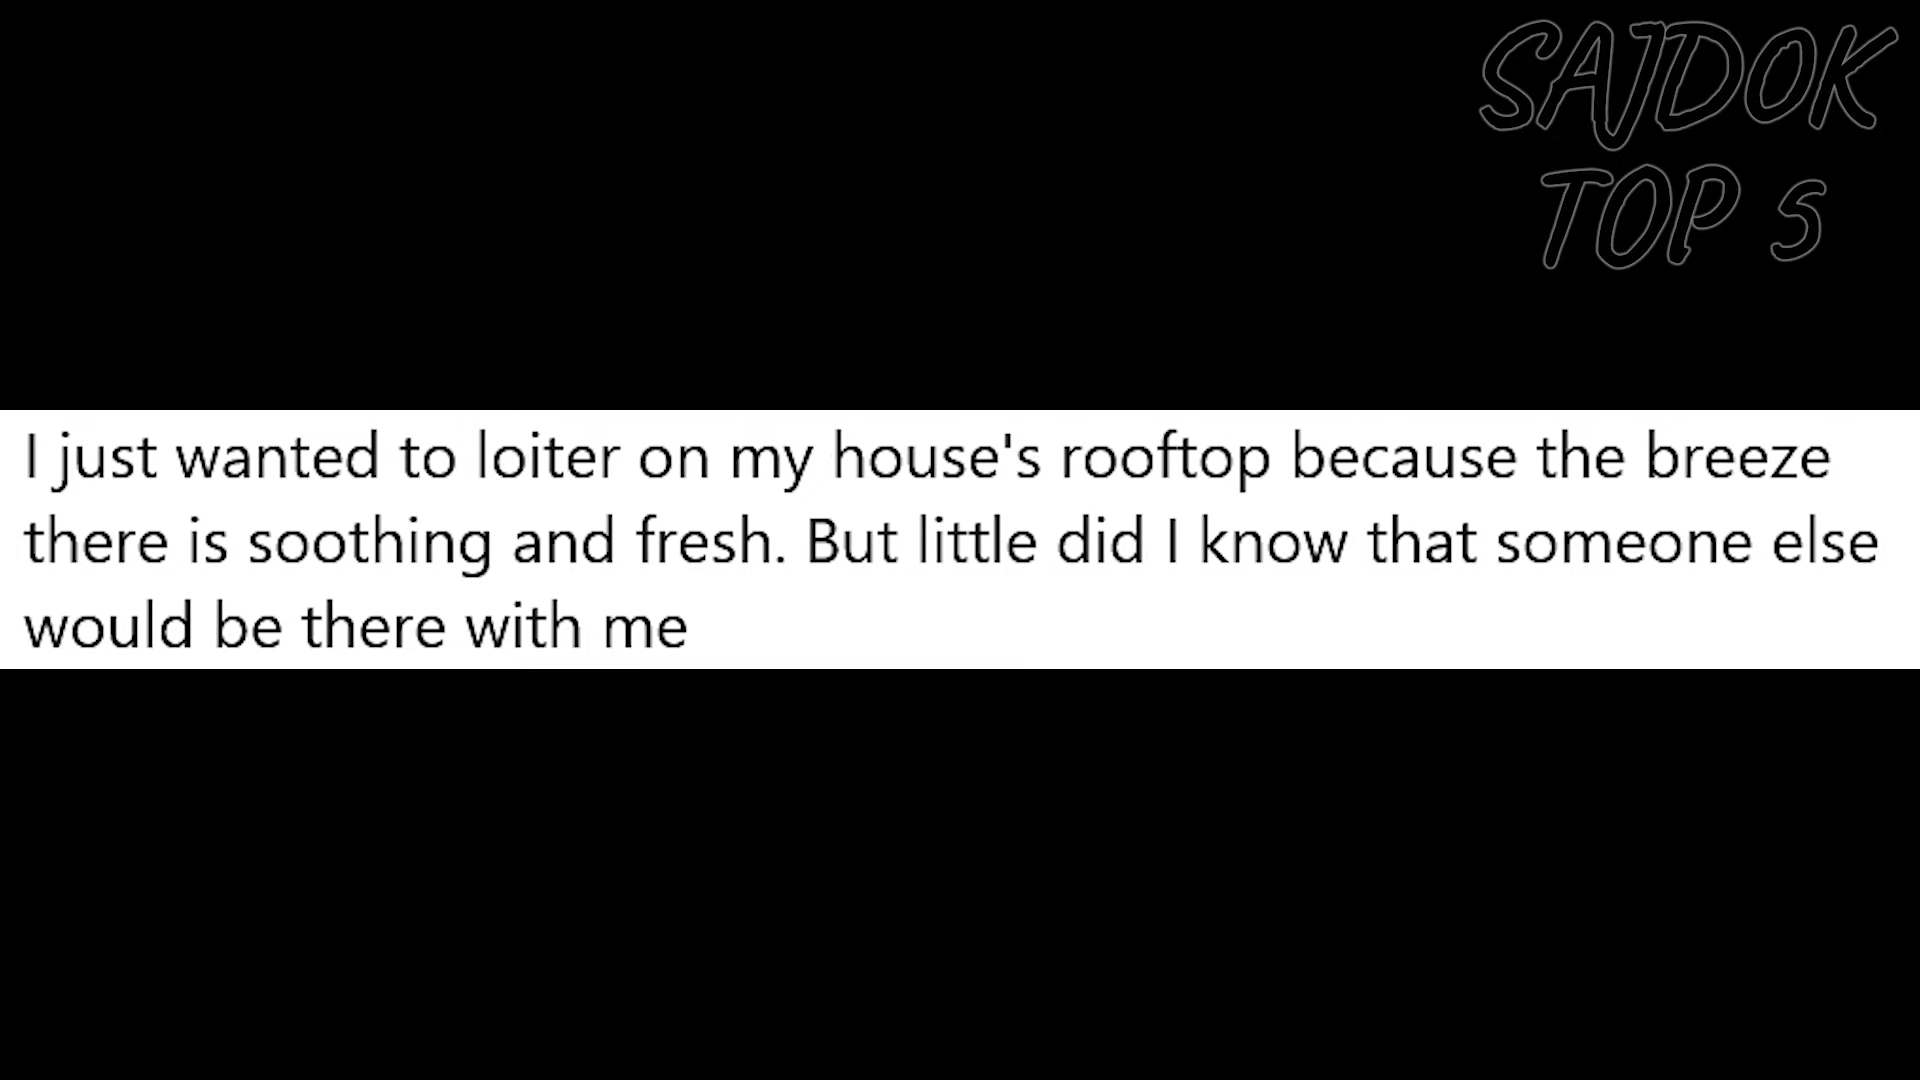 SAJDOK
TOP 5
I just wanted to loiter on my house's rooftop because the breeze
there is soothing and fresh. But little did I know that someone else
would be there with me